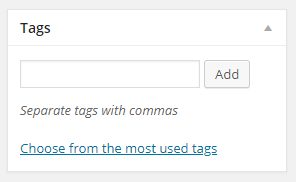 Tags
Add
Separate tags with commas
Choose from the most used tags